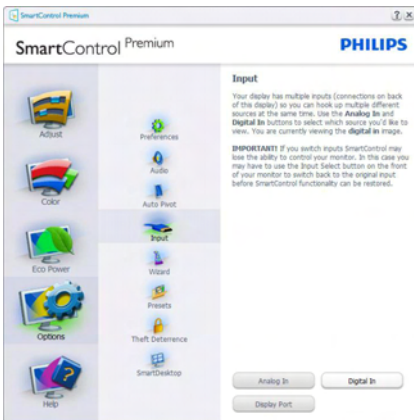 SmartControl Premium
SmartControl Premium
PHILIPS
Adjust
Color
Eco Power
Options
Help
Preferences
Audio
Auto Pivot
Input
Wizard
Presets
Theft Deterrence
SmartDesktop
Input
Your display has multiple inputs (connections on back
of this display) so you can hook up multiple different
sources at the same time. Use the Analog In and
Digital In buttons to select which source you'd like to
view. You are currently viewing the digital in image.
IMPORTANT! If you switch inputs SmartControl may
lose the ability to control your monitor. In this case you
may have to use the Input Select button on the front
of your monitor to switch back to the original input
before SmartControl functionality can be restored.
Analog In
Digital In
Display Port